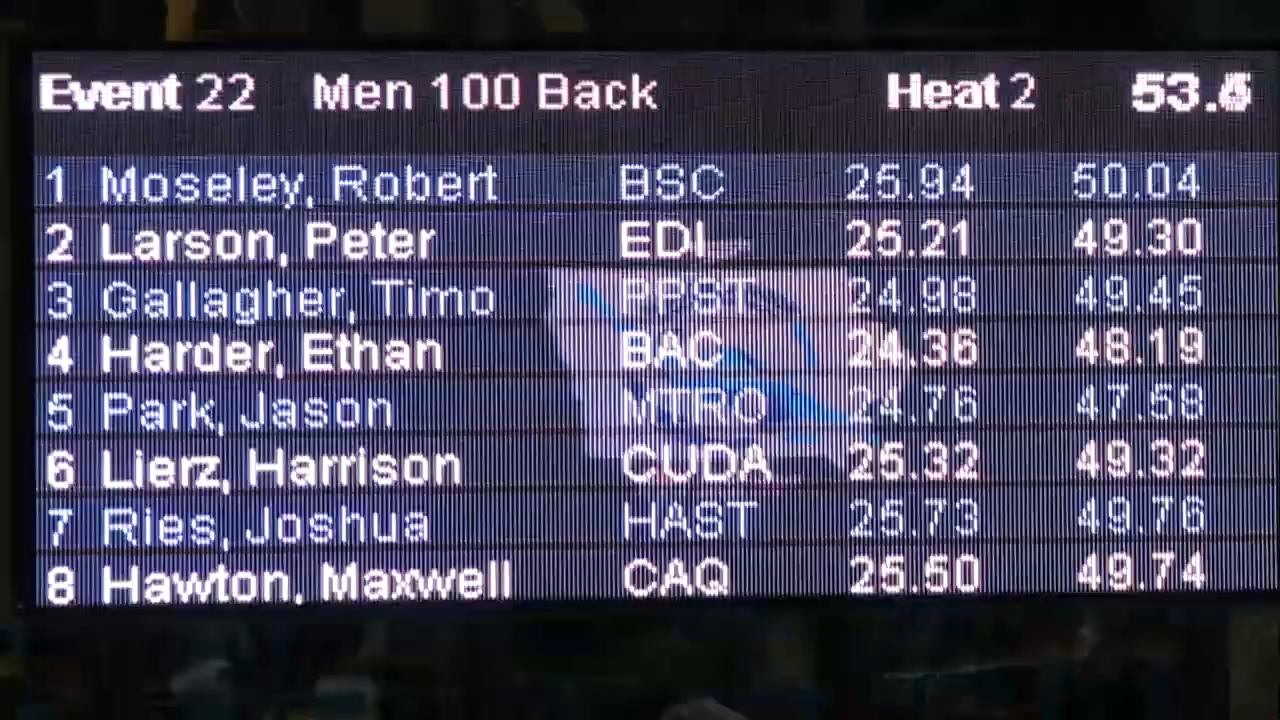 Event 22 Men 100 Back Heat 2
1 Moseley, Robert BSC 25.94 50.04
2 Larson, Peter EDI 25.21 49.30
3 Gallagher, Timo PPST 24.98 49.45
4 Harder, Ethan BAC 24.36 48.19
5 Park, Jason MTRO 24.76 47.58
6 Lierz, Harrison CUDA 25.32 49.32
7 Ries, Joshua HAST 25.73 49.76
8 Hawton, Maxwell CAQ 25.50 49.74